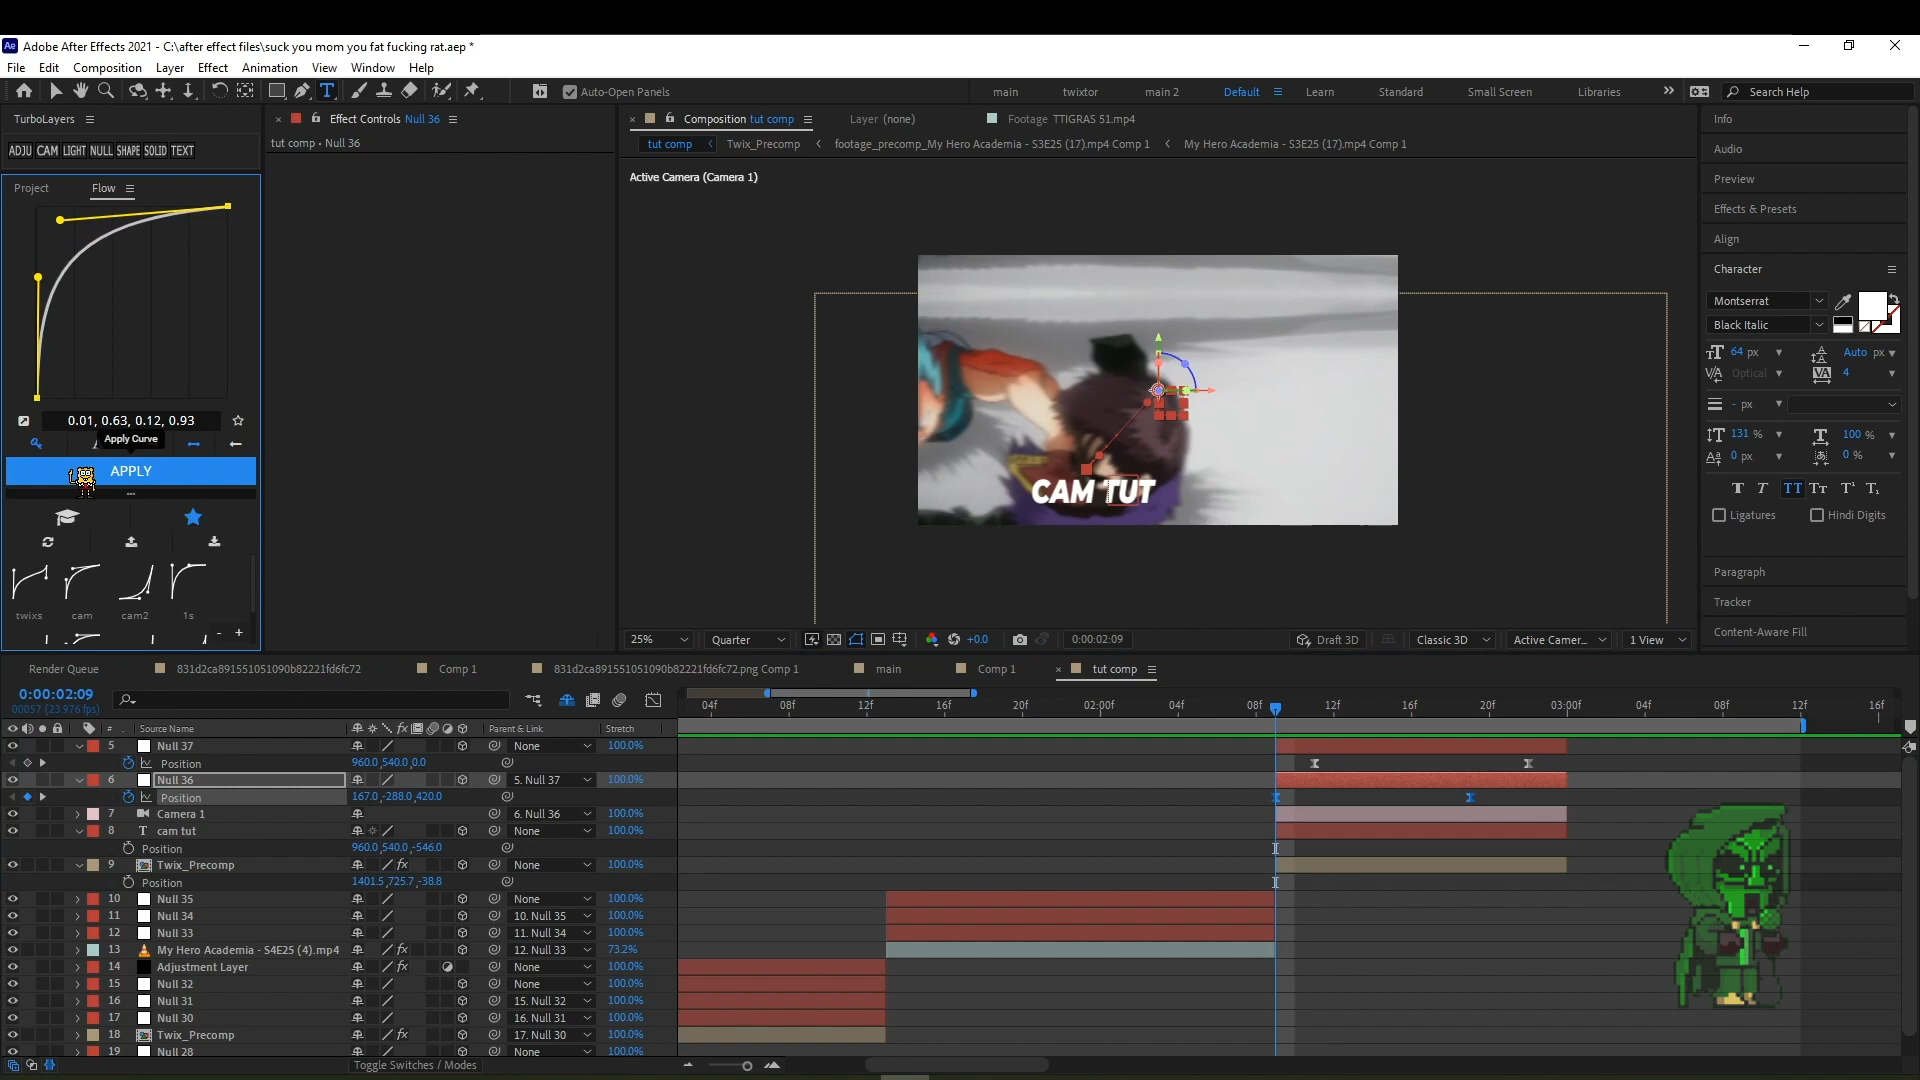 Adobe After Effects 2021 - C:\after effect files\suck you mom you fat fucking rat.aep *
File Edit Composition Layer Effect Animation View Window Help
Auto-Open Panels
main twixtor main 2 Default Learn Standard Small Screen Libraries Search Help
TurboLayers
ADJU CAM LIGHT NULL SHAPE SOLID TEXT
Effect Controls Null 36
tut comp • Null 36
Composition tut comp Layer (none) Footage TTIGRAS 51.mp4
tut comp Twix_Precomp footage_precomp_My Hero Academia - S3E25 (17).mp4 Comp 1 My Hero Academia - S3E25 (17).mp4 Comp 1
Active Camera (Camera 1)
Project Flow
0.01, 0.63, 0.12, 0.93
Apply Curve
APPLY
twixs cam cam2 1s
CAM TUT
25% Quarter +0.0 0:00:02:09 Draft 3D Classic 3D Active Camer... 1 View
Info
Audio
Preview
Effects & Presets
Align
Character
Montserrat
Black Italic
64 px Auto px
Optical 4
- px
131 % 100 %
0 px 0 %
Ligatures Hindi Digits
Paragraph
Tracker
Content-Aware Fill
Render Queue 831d2ca891551051090b82221fd6fc72 Comp 1 831d2ca891551051090b82221fd6fc72.png Comp 1 main Comp 1 tut comp
0:00:02:09
00057 (23.976 fps)
04f 08f 12f 16f 20f 02:00f 04f 08f 12f 16f 20f 03:00f 04f 08f 12f 16f
# Source Name Parent & Link Stretch
5 Null 37 None 100.0%
Position 960.0,540.0,0.0
6 Null 36 5. Null 37 100.0%
Position 167.0,-288.0,420.0
7 Camera 1 6. Null 36 100.0%
8 T cam tut None 100.0%
Position 960.0,540.0,-546.0
9 Twix_Precomp None 100.0%
Position 1401.5,725.7,-38.8
10 Null 35 None 100.0%
11 Null 34 10. Null 35 100.0%
12 Null 33 11. Null 34 100.0%
13 My Hero Academia - S4E25 (4).mp4 12. Null 33 73.2%
14 Adjustment Layer None 100.0%
15 Null 32 None 100.0%
16 Null 31 15. Null 32 100.0%
17 Null 30 16. Null 31 100.0%
18 Twix_Precomp 17. Null 30 100.0%
19 Null 28 None 100.0%
Toggle Switches / Modes